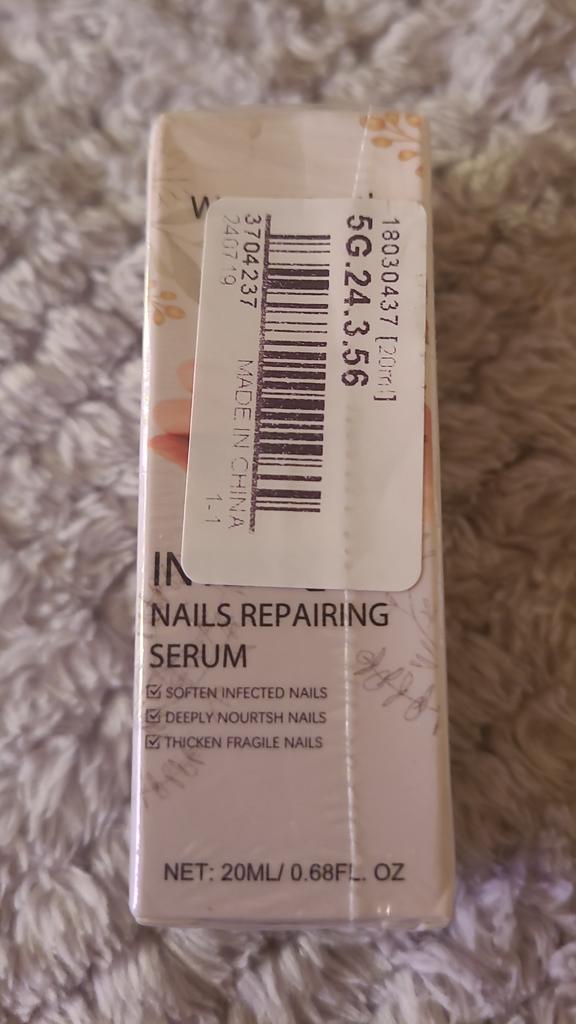 18030437 [20ml]
5G.24.3.56
3704237
240719
MADE IN CHINA
1-1
NAILS REPAIRING
SERUM
SOFTEN INFECTED NAILS
DEEPLY NOURTSH NAILS
THICKEN FRAGILE NAILS
NET: 20ML/ 0.68FL. OZ